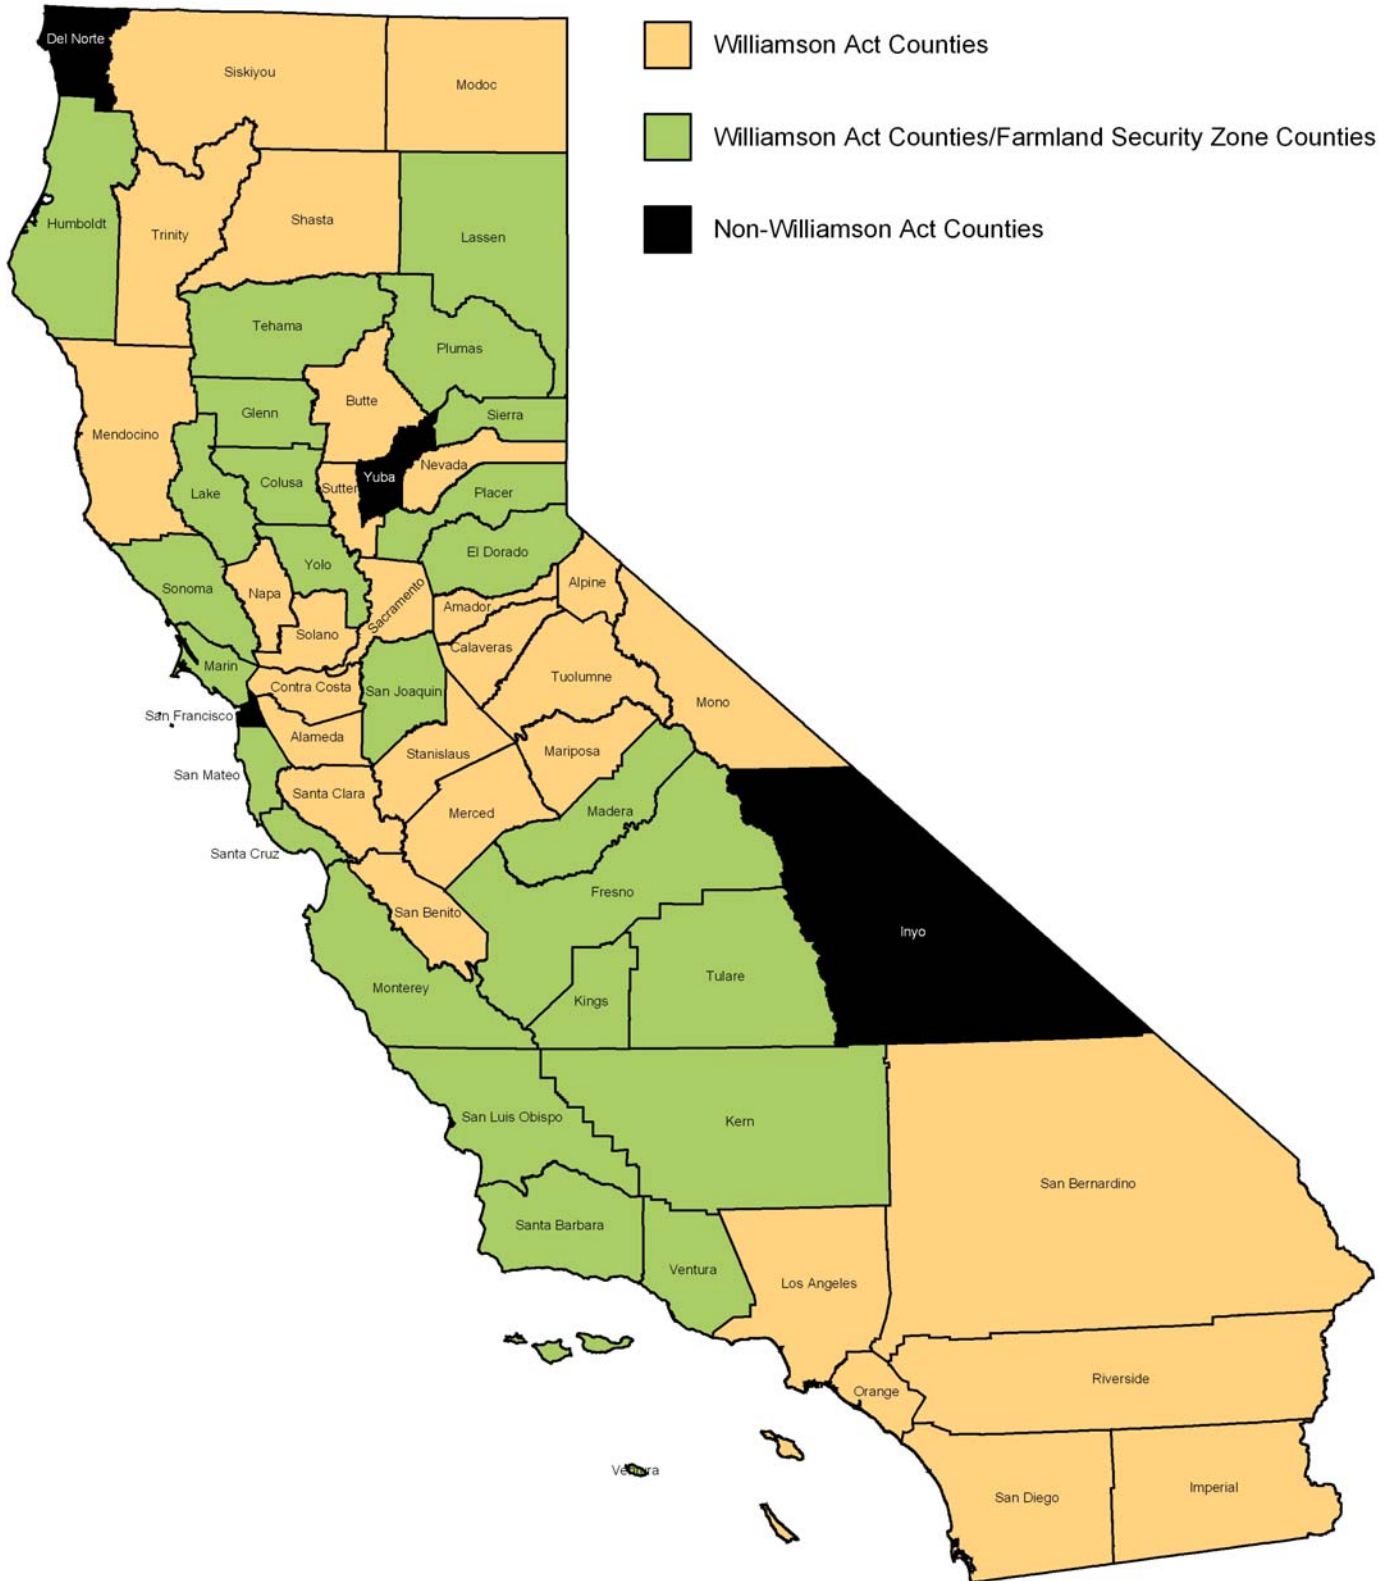 Del Norte
Williamson Act Counties
Siskiyou
Modoc
Williamson Act Counties/Farmland Security Zone Counties
Humboldt
Trinity
Shasta
Lassen
Non-Williamson Act Counties
Tehama
Plumas
Butte
Glenn
Sierra
Mendocino
Nevada
Yuba
Colusa
Sutter
Lake
Placer
El Dorado
Yolo
Alpine
Sonoma
Napa
Sacramento
Amador
Solano
Calaveras
Marin
Tuolumne
Contra Costa
San Joaquin
Mono
San Francisco
Alameda
Stanislaus
Mariposa
San Mateo
Santa Clara
Merced
Madera
Santa Cruz
Fresno
San Benito
Inyo
Tulare
Monterey
Kings
San Luis Obispo
Kern
San Bernardino
Santa Barbara
Ventura
Los Angeles
Riverside
Orange
Ventura
Imperial
San Diego